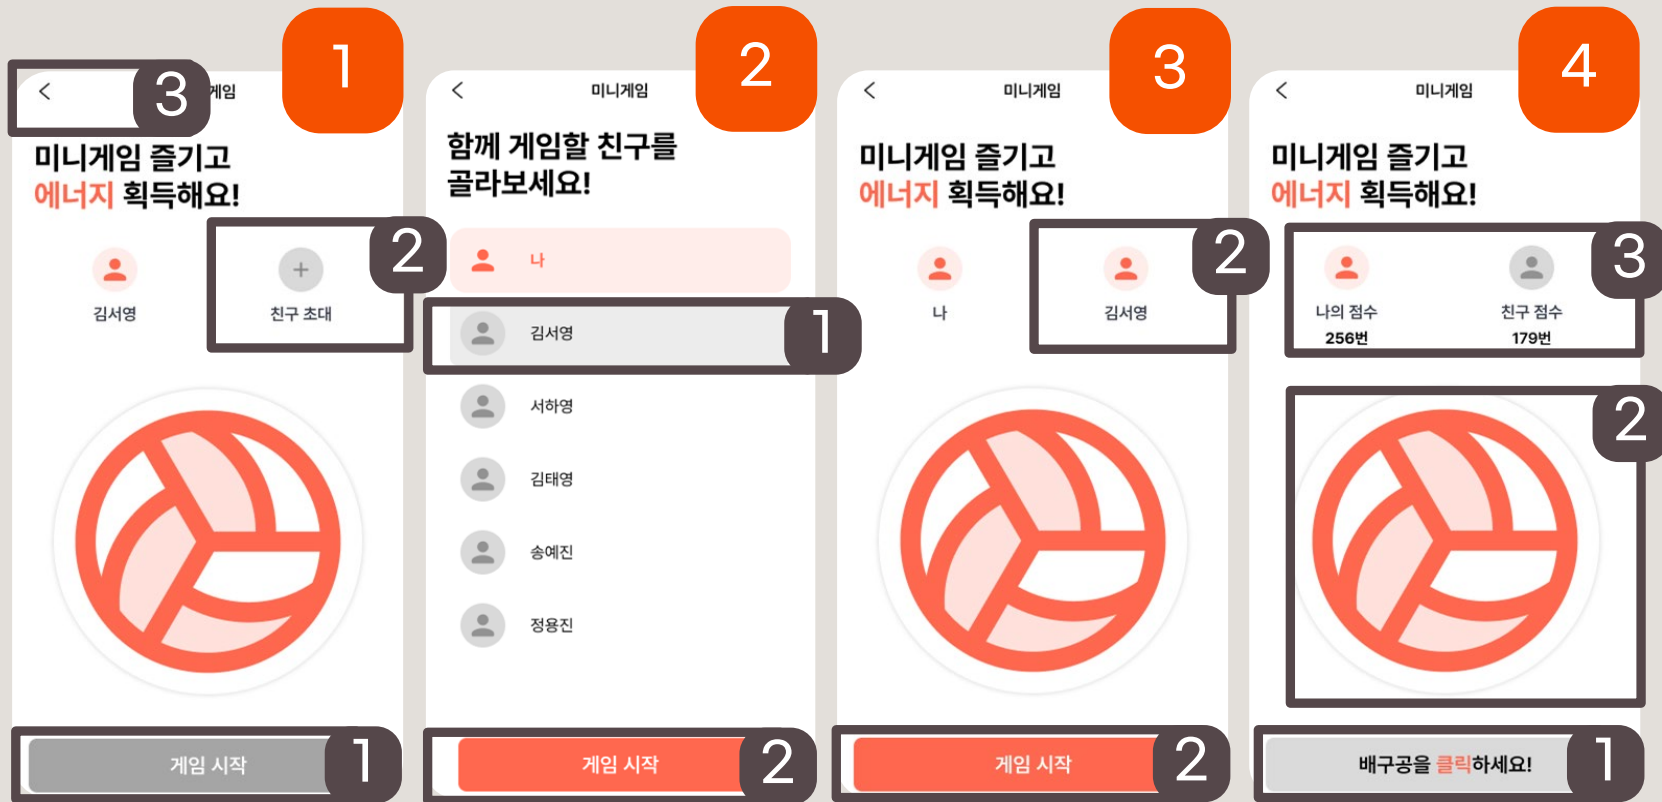 1
3
게임
미니게임 즐기고
에너지 획득해요!
2
김서영
친구 초대
게임 시작
1
2
미니게임
함께 게임할 친구를
골라보세요!
나
김서영
1
서하영
김태영
송예진
정용진
게임 시작
2
3
미니게임
미니게임 즐기고
에너지 획득해요!
2
나
김서영
게임 시작
2
4
미니게임
미니게임 즐기고
에너지 획득해요!
3
나의 점수
친구 점수
256번
179번
2
배구공을 클릭하세요!
1